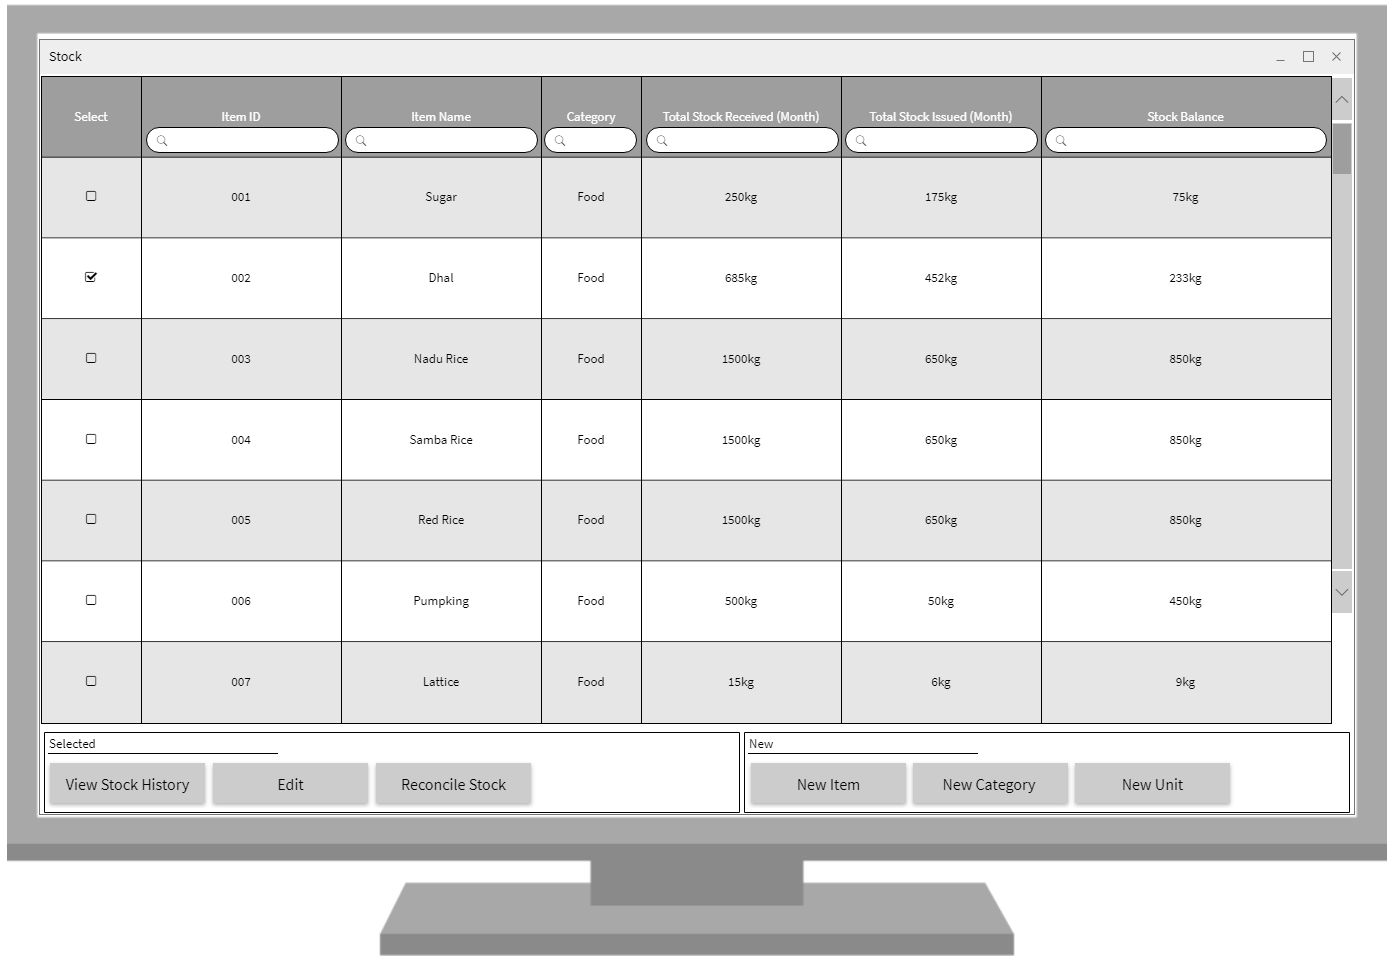 Stock
Select Item ID Item Name Category Total Stock Received (Month) Total Stock Issued (Month) Stock Balance
001 Sugar Food 250kg 175kg 75kg
002 Dhal Food 685kg 452kg 233kg
003 Nadu Rice Food 1500kg 650kg 850kg
004 Samba Rice Food 1500kg 650kg 850kg
005 Red Rice Food 1500kg 650kg 850kg
006 Pumpking Food 500kg 50kg 450kg
007 Lattice Food 15kg 6kg 9kg
Selected New
View Stock History Edit Reconcile Stock New Item New Category New Unit